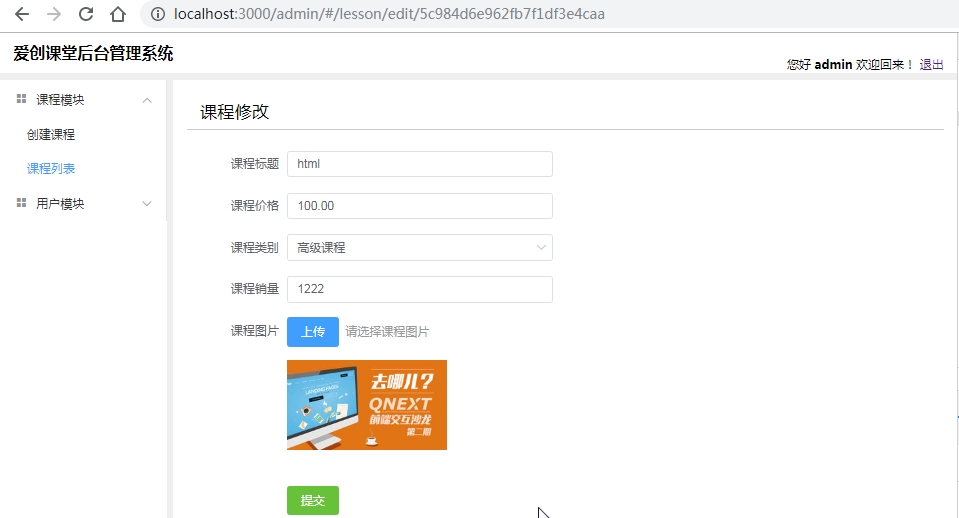 localhost:3000/admin/#/lesson/edit/5c984d6e962fb7f1df3e4caa
爱创课堂后台管理系统
您好 admin 欢迎回来！ 退出
课程模块
创建课程
课程列表
用户模块
课程修改
课程标题 html
课程价格 100.00
课程类别 高级课程
课程销量 1222
课程图片 上传 请选择课程图片
去哪儿?
QNEXT
前端交互沙龙
第二期
提交